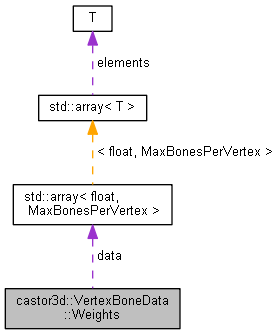 T
elements
std::array< T >
< float, MaxBonesPerVertex >
std::array< float,
MaxBonesPerVertex >
data
castor3d::VertexBoneData
::Weights